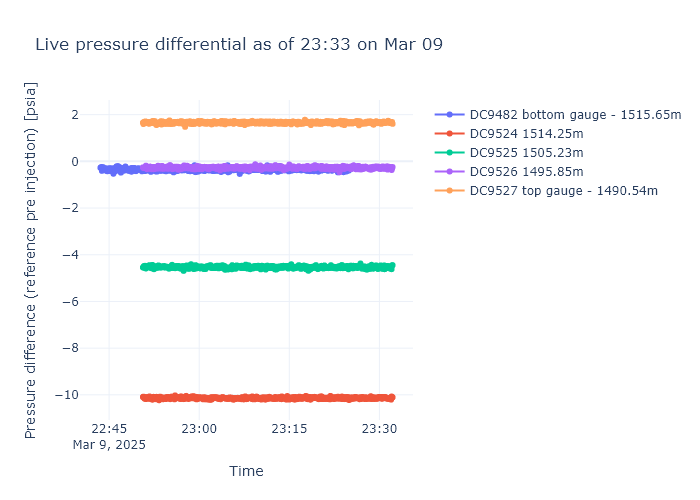 Live pressure differential as of 23:33 on Mar 09
Pressure difference (reference pre injection) [psia]
2
0
−2
−4
−6
−8
−10
22:45
Mar 9, 2025
23:00
23:15
23:30
Time
DC9482 bottom gauge - 1515.65m
DC9524 1514.25m
DC9525 1505.23m
DC9526 1495.85m
DC9527 top gauge - 1490.54m